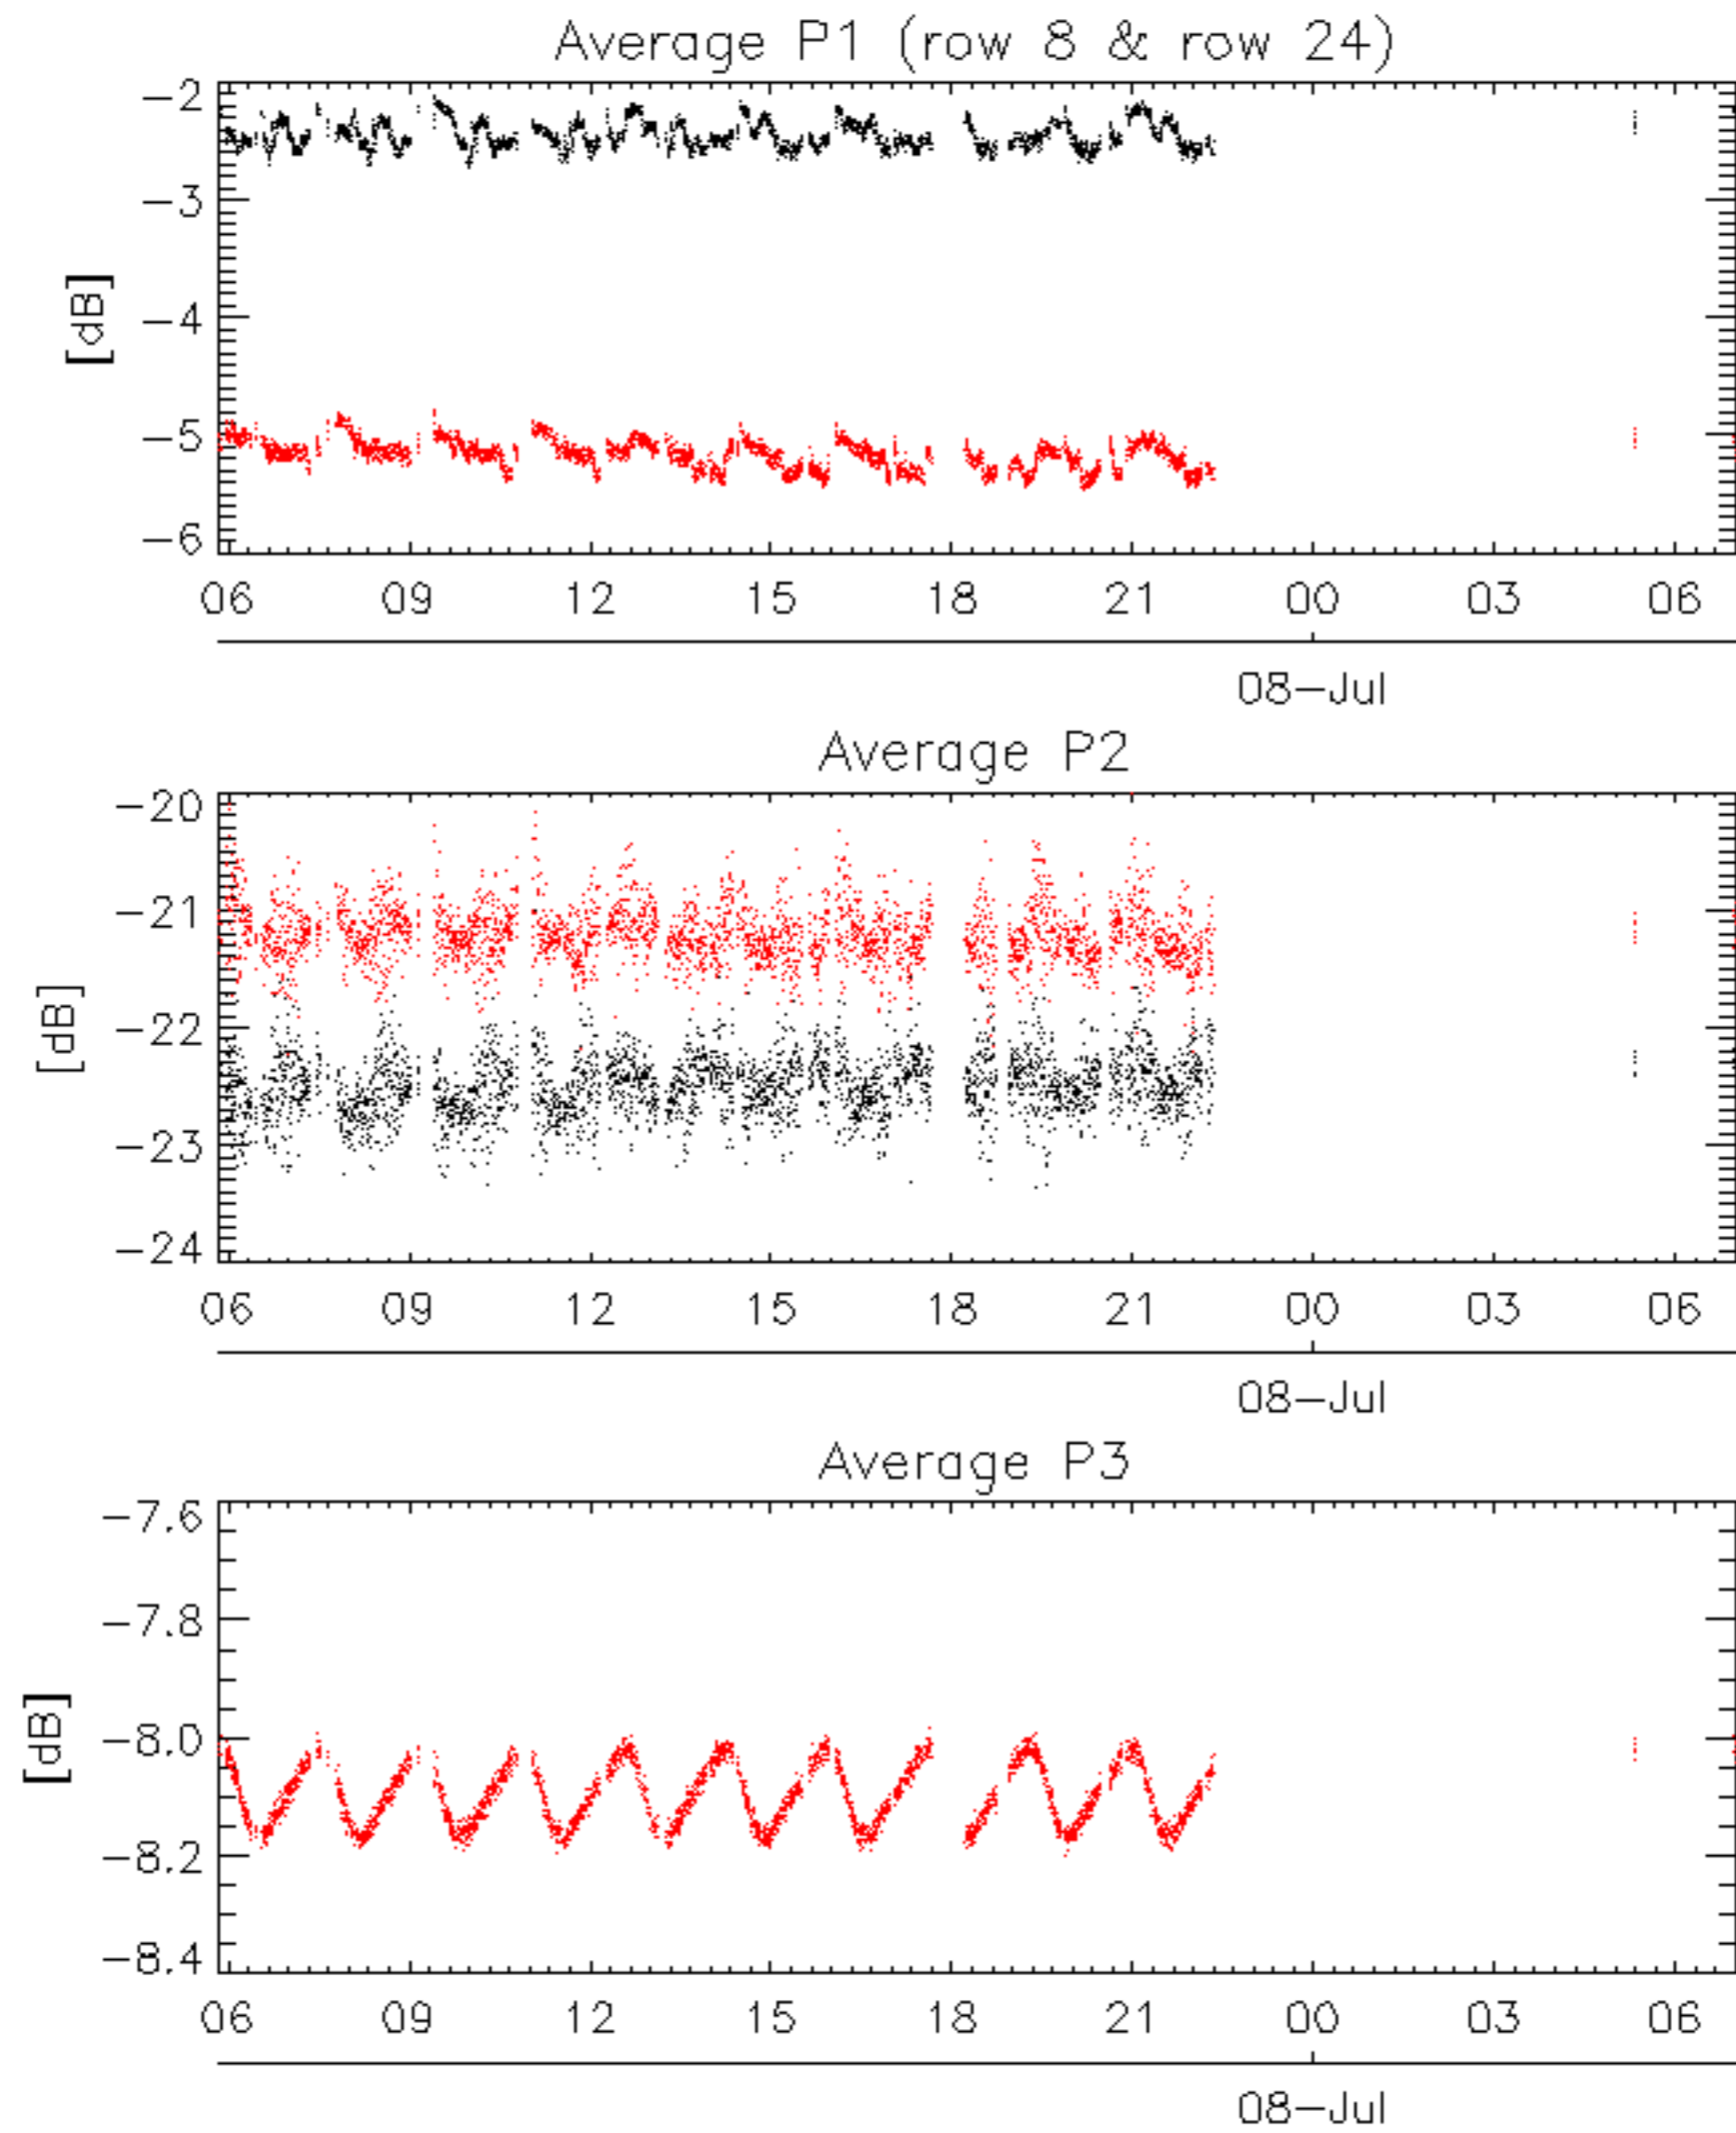 Average P1 (row 8 & row 24)
−2
−3
−4
−5
−6
[dB]
06 09 12 15 18 21 00 03 06
08−Jul
Average P2
−20
−21
−22
−23
−24
[dB]
06 09 12 15 18 21 00 03 06
08−Jul
Average P3
−7.6
−7.8
−8.0
−8.2
−8.4
[dB]
06 09 12 15 18 21 00 03 06
08−Jul